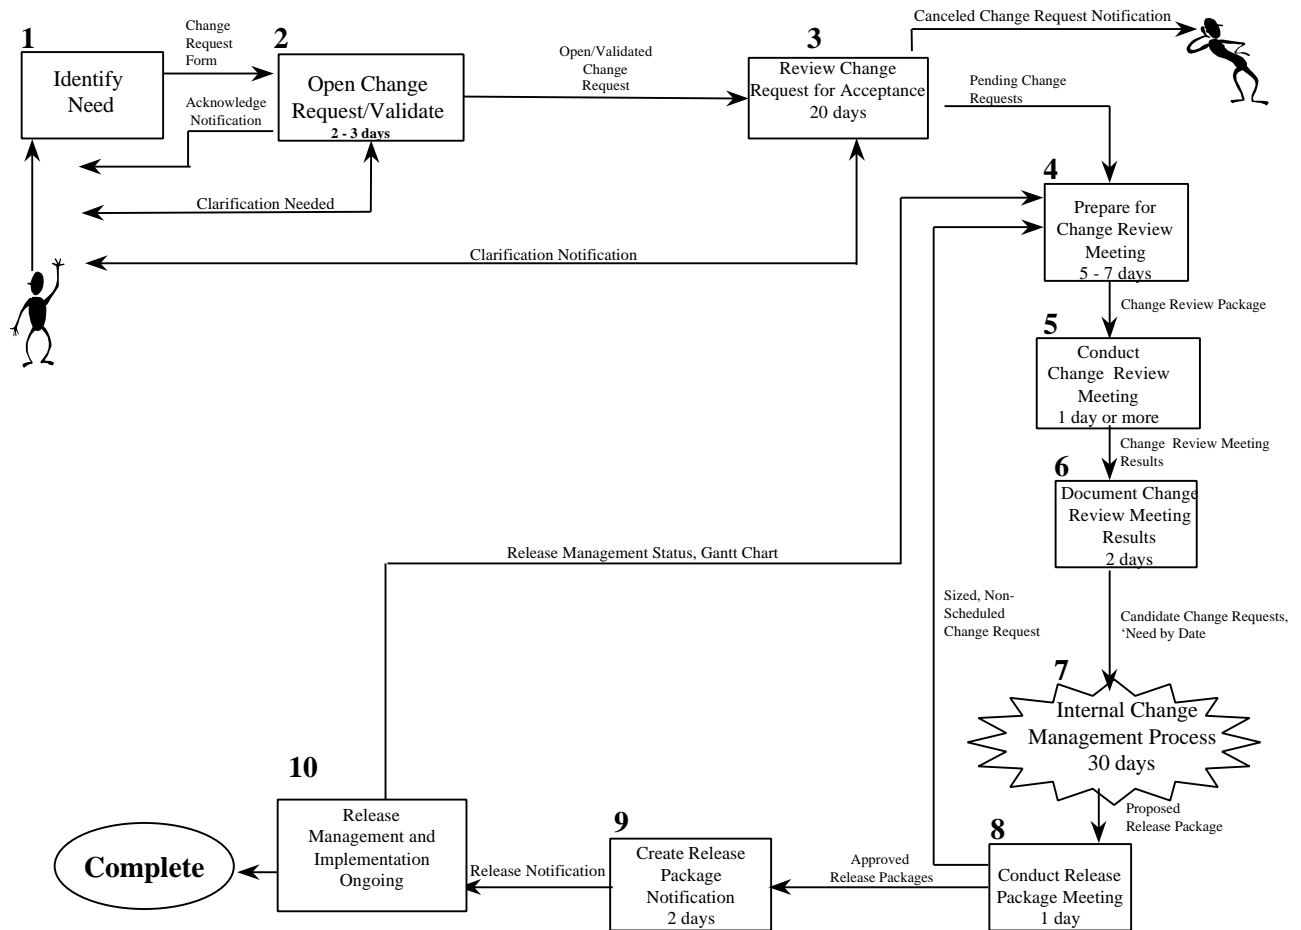 1
Identify
Need
Change
Request
Form
2
Open Change
Request/Validate
2 - 3 days
Acknowledge
Notification
Clarification Needed
Clarification Notification
Open/Validated
Change
Request
3
Review Change
Request for Acceptance
20 days
Canceled Change Request Notification
Pending Change
Requests
4
Prepare for
Change Review
Meeting
5 - 7 days
Change Review Package
5
Conduct
Change Review
Meeting
1 day or more
Change Review Meeting
Results
6
Document Change
Review Meeting
Results
2 days
Release Management Status, Gantt Chart
Sized, Non-
Scheduled
Change Request
Candidate Change Requests,
‘Need by Date
7
Internal Change
Management Process
30 days
Proposed
Release Package
8
Conduct Release
Package Meeting
1 day
Approved
Release Packages
9
Create Release
Package
Notification
2 days
Release Notification
10
Release
Management and
Implementation
Ongoing
Complete